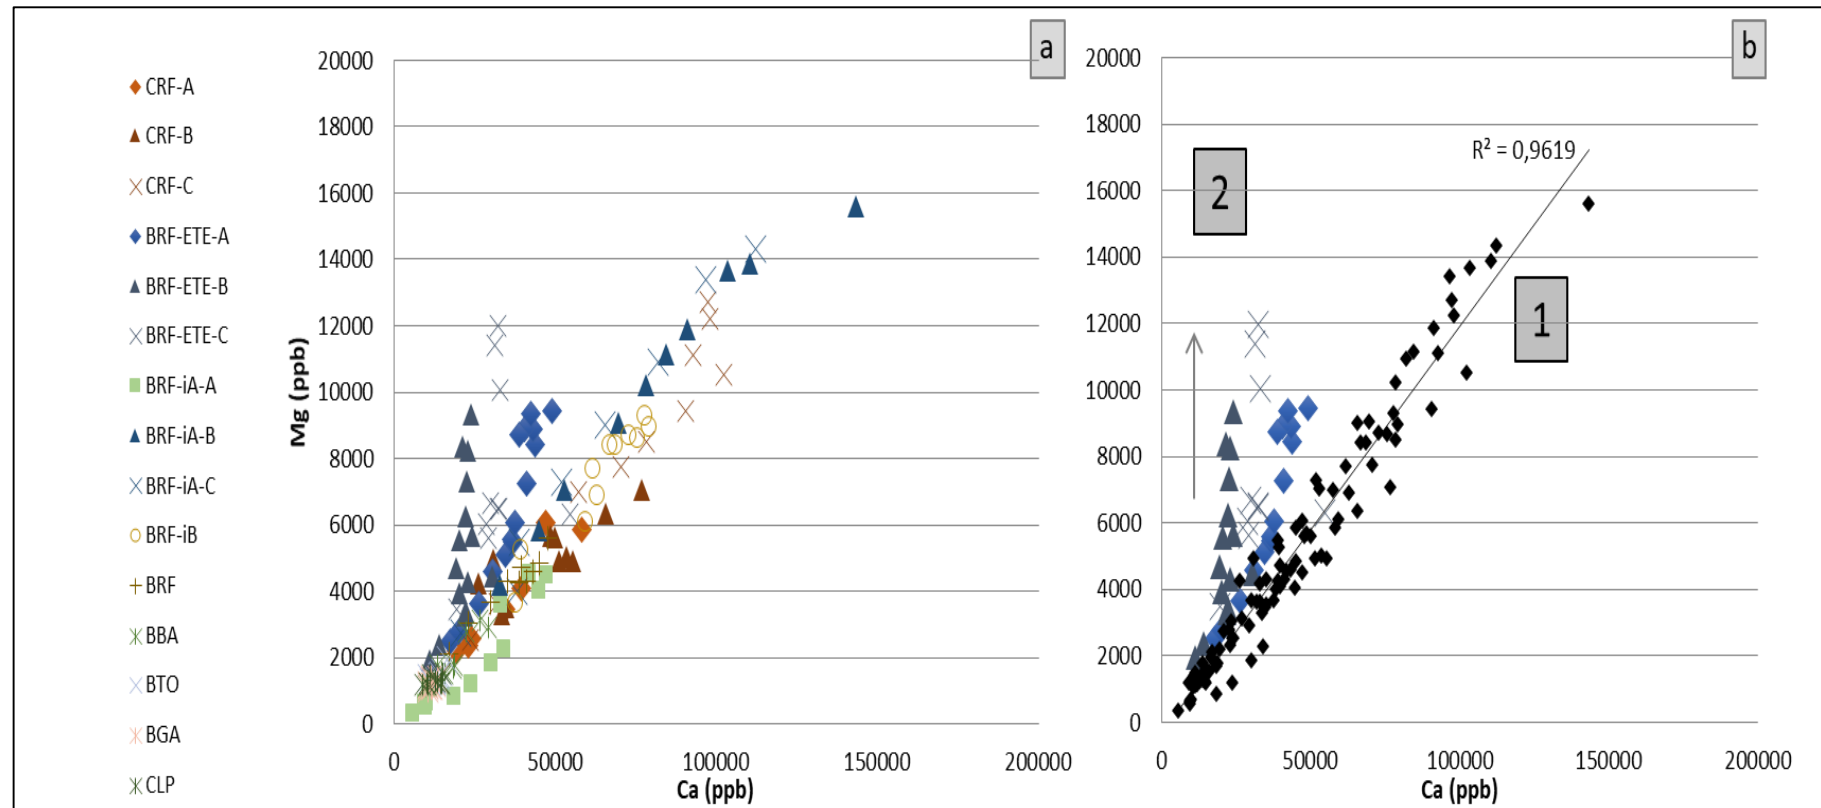 a
CRF-A
CRF-B
CRF-C
BRF-ETE-A
BRF-ETE-B
BRF-ETE-C
BRF-iA-A
BRF-iA-B
BRF-iA-C
BRF-iB
BRF
BBA
BTO
BGA
CLP
Mg (ppb)
20000
18000
16000
14000
12000
10000
8000
6000
4000
2000
0
0 50000 100000 150000 200000
Ca (ppb)
b
20000
18000
16000
14000
12000
10000
8000
6000
4000
2000
0
R² = 0,9619
2
1
0 50000 100000 150000 200000
Ca (ppb)